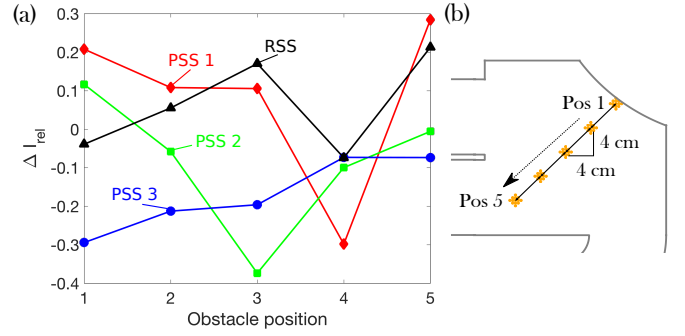 (a)
0.3
0.2
0.1
0
-0.1
-0.2
-0.3
-0.4
Δ I_rel
PSS 1
RSS
PSS 2
PSS 3
1
2
3
4
5
Obstacle position
(b)
Pos 1
4 cm
4 cm
Pos 5